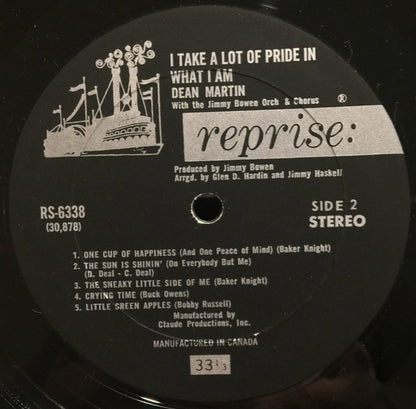 I TAKE A LOT OF PRIDE IN
WHAT I AM
DEAN MARTIN
With the Jimmy Bowen Orch & Chorus ®
reprise:
Produced by Jimmy Bowen
Arrgd. by Glen D. Hardin and Jimmy Haskell
RS-6338
(30,878)
SIDE 2
STEREO
1. ONE CUP OF HAPPINESS (And One Peace of Mind) (Baker Knight)
2. THE SUN IS SHININ' (On Everybody But Me)
(D. Deal - C. Deal)
3. THE SNEAKY LITTLE SIDE OF ME (Baker Knight)
4. CRYING TIME (Buck Owens)
5. LITTLE GREEN APPLES (Bobby Russell)
Manufactured by
Claude Productions, Inc.
MANUFACTURED IN CANADA
33 1/3